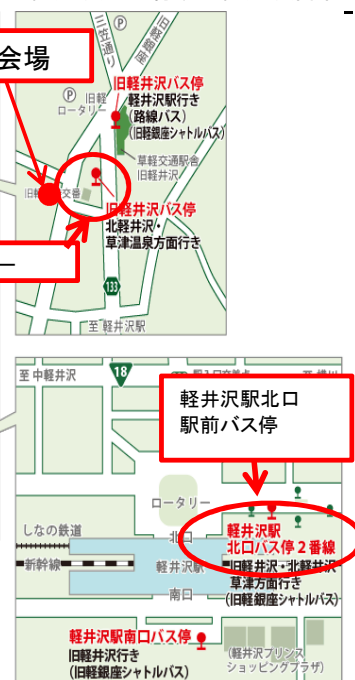 会場
三笠通り
旧軽銀座
Ⓟ
旧軽井沢バス停
軽井沢駅行き
(路線バス)
(旧軽銀座シャトルバス)
Ⓟ
旧軽
ロータリー
草軽交通駅舎
旧軽井沢
交番
旧軽井沢バス停
北軽井沢・
草津温泉方面行き
133
至 軽井沢駅
至 中軽井沢
18
軽井沢駅北口
駅前バス停
ロータリー
しなの鉄道
北口
軽井沢駅
北口バス停2番線
新幹線
軽井沢駅
旧軽井沢・北軽井沢・
草津方面行き
(旧軽銀座シャトルバス)
南口
軽井沢駅南口バス停
旧軽井沢行き
(旧軽銀座シャトルバス)
(軽井沢プリンス
ショッピングプラザ)